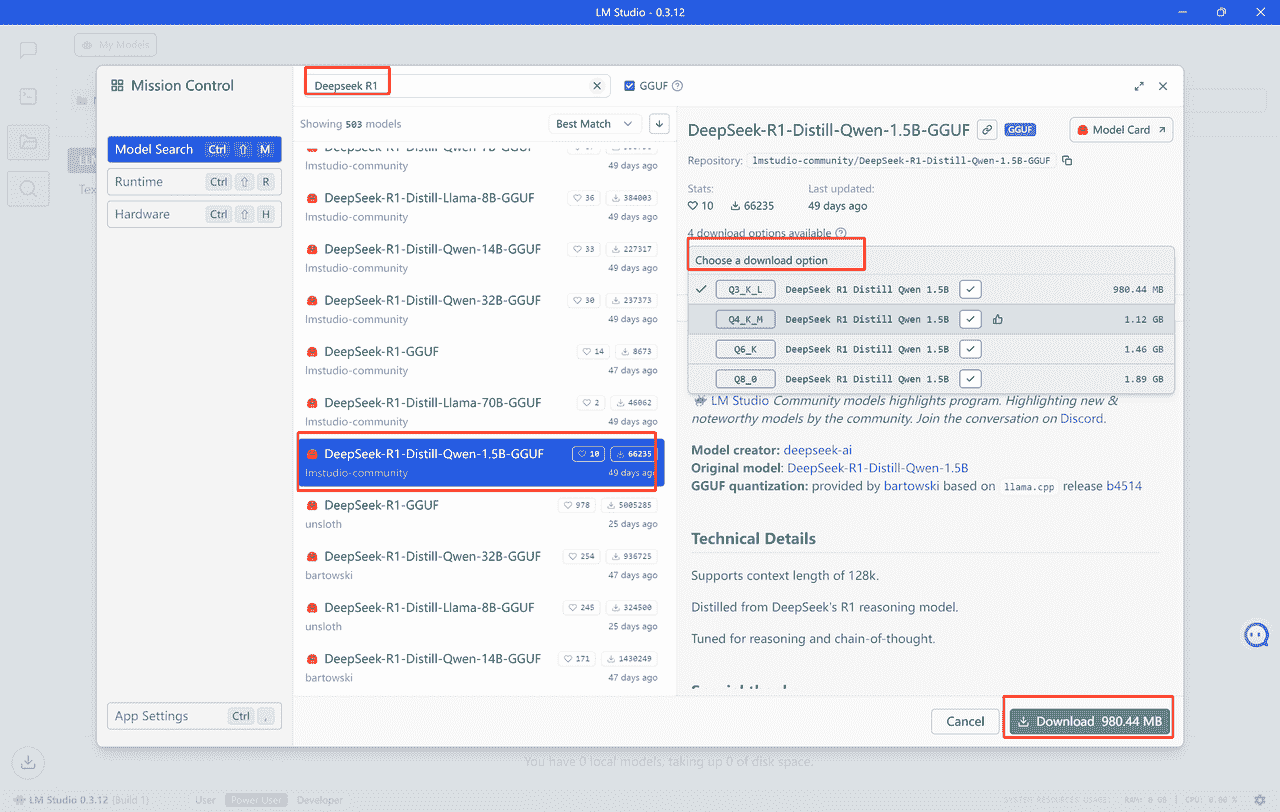 LM Studio - 0.3.12
My Models
Mission Control
Model Search Ctrl ⇧ M
Runtime Ctrl ⇧ R
Hardware Ctrl ⇧ H
App Settings Ctrl ,
Deepseek R1
GGUF
Showing 503 models
Best Match
lmstudio-community 49 days ago
DeepSeek-R1-Distill-Llama-8B-GGUF 36 384003
lmstudio-community 49 days ago
DeepSeek-R1-Distill-Qwen-14B-GGUF 33 227317
lmstudio-community 49 days ago
DeepSeek-R1-Distill-Qwen-32B-GGUF 30 237373
lmstudio-community 49 days ago
DeepSeek-R1-GGUF 14 8673
lmstudio-community 47 days ago
DeepSeek-R1-Distill-Llama-70B-GGUF 2 46062
lmstudio-community 49 days ago
DeepSeek-R1-Distill-Qwen-1.5B-GGUF 10 66235
lmstudio-community 49 days ago
DeepSeek-R1-GGUF 978 5005285
unsloth 25 days ago
DeepSeek-R1-Distill-Qwen-32B-GGUF 254 936725
bartowski 47 days ago
DeepSeek-R1-Distill-Llama-8B-GGUF 245 324500
unsloth 25 days ago
DeepSeek-R1-Distill-Qwen-14B-GGUF 171 1430249
bartowski 47 days ago
DeepSeek-R1-Distill-Qwen-1.5B-GGUF GGUF
Model Card
Repository: lmstudio-community/DeepSeek-R1-Distill-Qwen-1.5B-GGUF
Stats: Last updated:
10 66235 49 days ago
4 download options available
Choose a download option
Q3_K_L DeepSeek R1 Distill Qwen 1.5B 980.44 MB
Q4_K_M DeepSeek R1 Distill Qwen 1.5B 1.12 GB
Q6_K DeepSeek R1 Distill Qwen 1.5B 1.46 GB
Q8_0 DeepSeek R1 Distill Qwen 1.5B 1.89 GB
LM Studio Community models highlights program. Highlighting new &
noteworthy models by the community. Join the conversation on Discord.
Model creator: deepseek-ai
Original model: DeepSeek-R1-Distill-Qwen-1.5B
GGUF quantization: provided by bartowski based on llama.cpp release b4514
Technical Details
Supports context length of 128k.
Distilled from DeepSeek's R1 reasoning model.
Tuned for reasoning and chain-of-thought.
Cancel
Download 980.44 MB
You have 0 local models, taking up 0 of disk space.
LM Studio 0.3.12 (Build 1) User Power User Developer
SYSTEM RESOURCES USAGE: RAM: 0 GB | CPU: 0.00 %